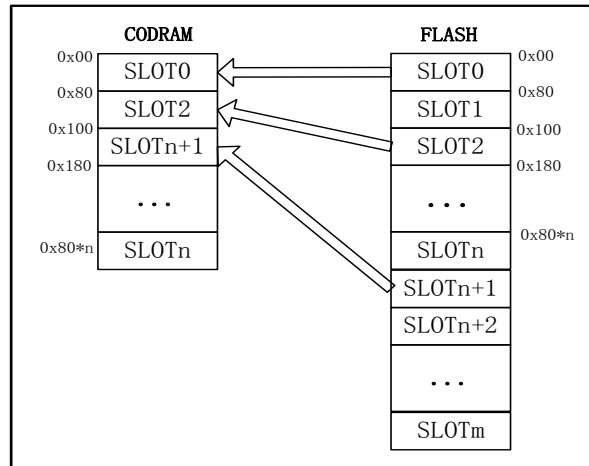 CODRAM
0x00
SLOT0
0x80
SLOT2
0x100
SLOTn+1
0x180
...
0x80*n
SLOTn
FLASH
0x00
SLOT0
0x80
SLOT1
0x100
SLOT2
0x180
...
0x80*n
SLOTn
SLOTn+1
SLOTn+2
...
SLOTm